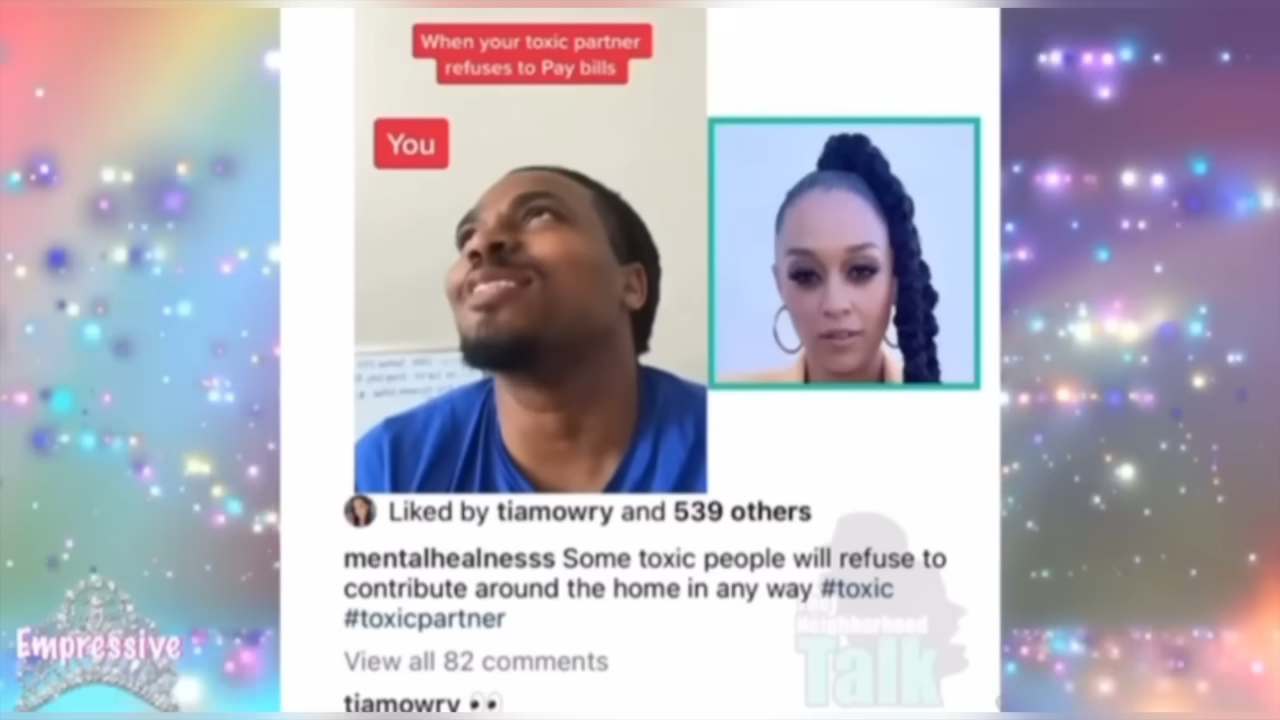 When your toxic partner
refuses to Pay bills
You
Liked by tiamowry and 539 others
mentalhealnesss Some toxic people will refuse to
contribute around the home in any way #toxic
#toxicpartner
View all 82 comments
tiamowry 👀
Empressive
Neighborhood
Talk